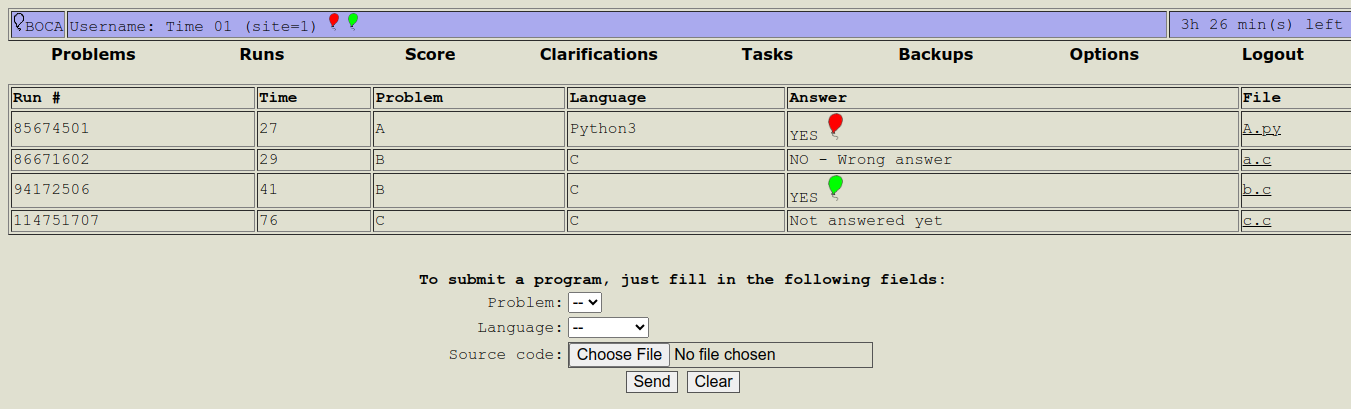 BOCA Username: Time 01 (site=1) 3h 26 min(s) left
Problems Runs Score Clarifications Tasks Backups Options Logout
Run # Time Problem Language Answer File
85674501 27 A Python3 YES A.py
86671602 29 B C NO - Wrong answer a.c
94172506 41 B C YES b.c
114751707 76 C C Not answered yet c.c
To submit a program, just fill in the following fields:
Problem: --
Language: --
Source code: Choose File No file chosen
Send Clear